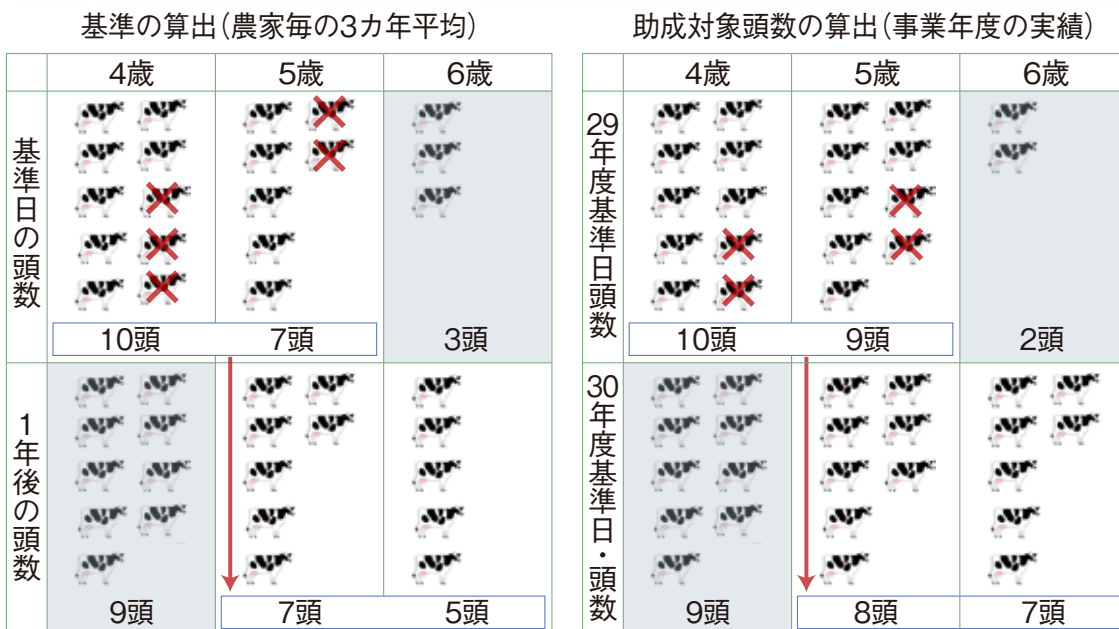 基準の算出(農家毎の3カ年平均)
4歳 5歳 6歳
基準日の頭数
10頭 7頭 3頭
1年後の頭数
9頭 7頭 5頭
助成対象頭数の算出(事業年度の実績)
4歳 5歳 6歳
29年度基準日頭数
10頭 9頭 2頭
30年度基準日・頭数
9頭 8頭 7頭